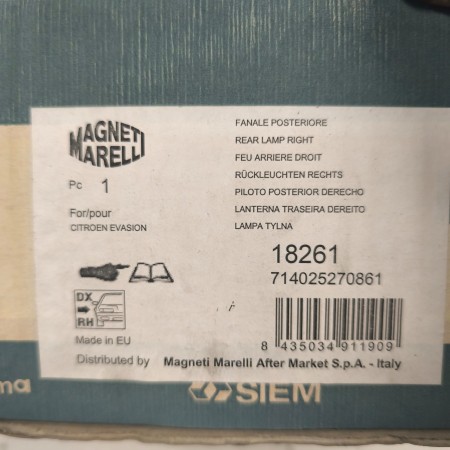 MAGNETI
MARELLI
Pc 1
For/pour
CITROEN EVASION
FANALE POSTERIORE
REAR LAMP RIGHT
FEU ARRIERE DROIT
RÜCKLEUCHTEN RECHTS
PILOTO POSTERIOR DERECHO
LANTERNA TRASEIRA DEREITO
LAMPA TYLNA
18261
714025270861
DX
RH
8 435034 911909
Made in EU
Distributed by Magneti Marelli After Market S.p.A. - Italy
ma
SIEM